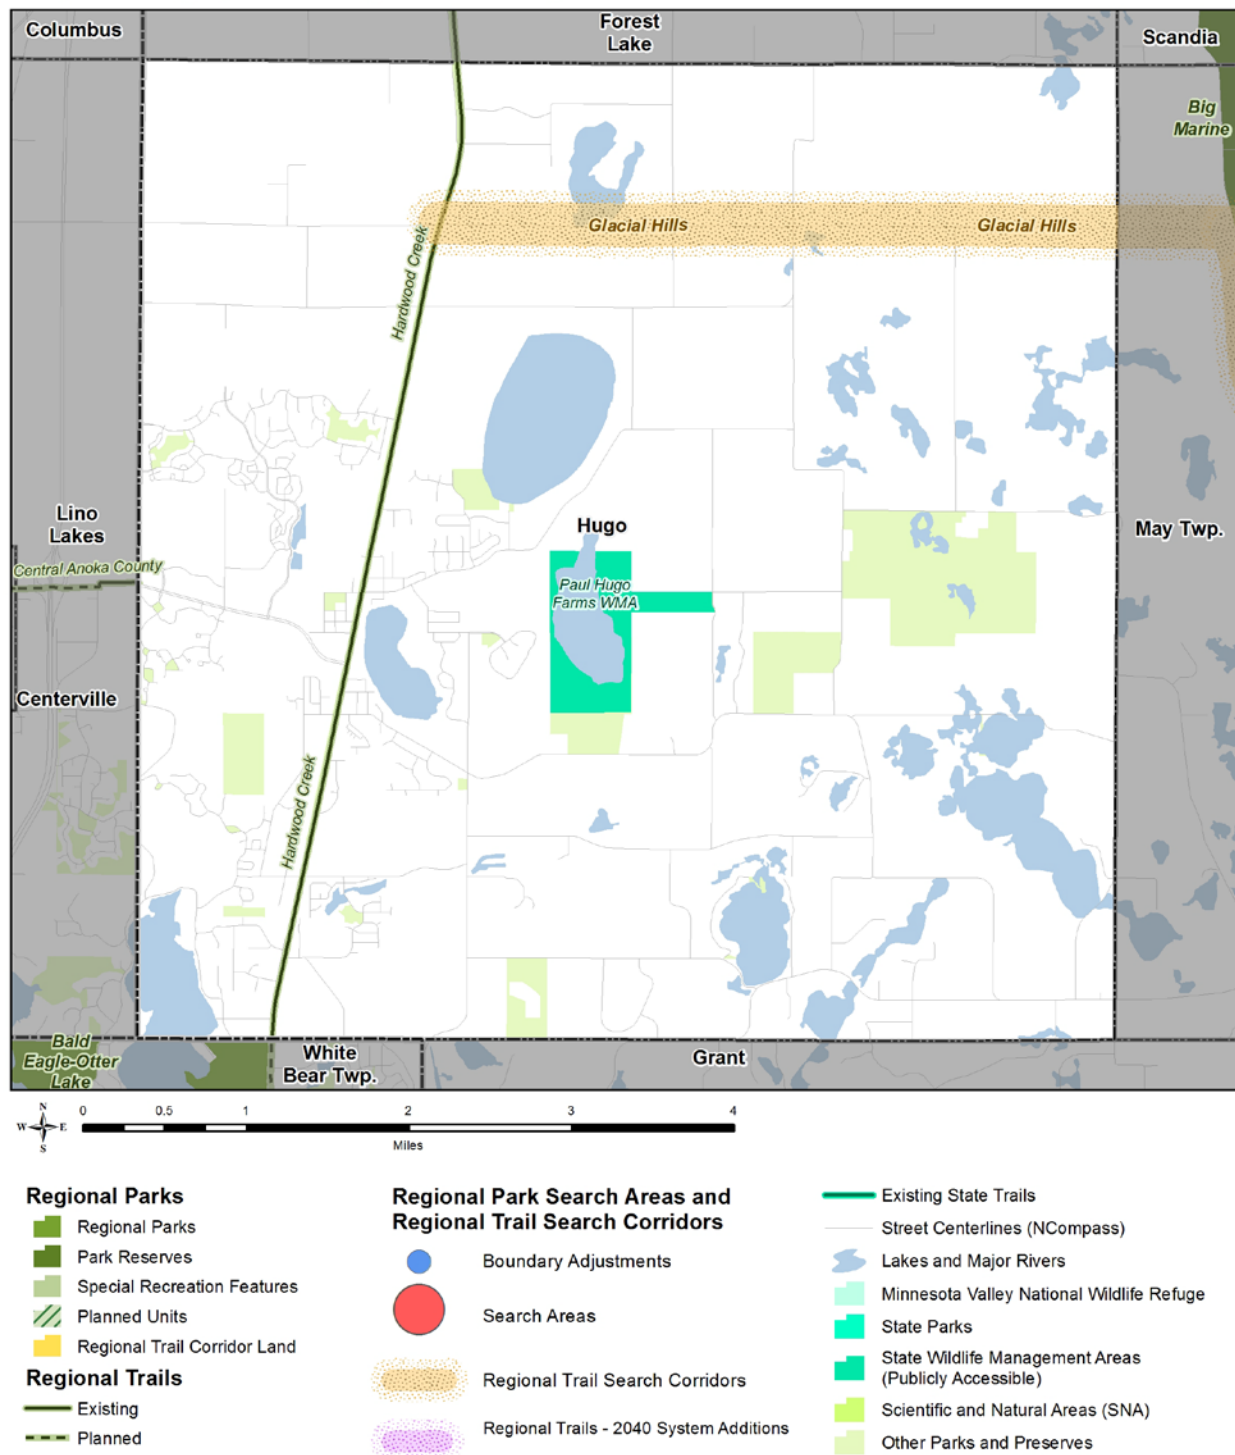 Columbus
Forest
Lake
Scandia
Big
Marine
Glacial Hills
Glacial Hills
Hardwood Creek
Lino
Lakes
Hugo
May Twp.
Central Anoka County
Paul Hugo
Farms WMA
Centerville
Hardwood Creek
Bald
Eagle-Otter
Lake
White
Bear Twp.
Grant
N
W E
S
0 0.5 1 2 3 4
Miles
Regional Parks
Regional Parks
Park Reserves
Special Recreation Features
Planned Units
Regional Trail Corridor Land
Regional Trails
Existing
Planned
Regional Park Search Areas and
Regional Trail Search Corridors
Boundary Adjustments
Search Areas
Regional Trail Search Corridors
Regional Trails - 2040 System Additions
Existing State Trails
Street Centerlines (NCompass)
Lakes and Major Rivers
Minnesota Valley National Wildlife Refuge
State Parks
State Wildlife Management Areas
(Publicly Accessible)
Scientific and Natural Areas (SNA)
Other Parks and Preserves